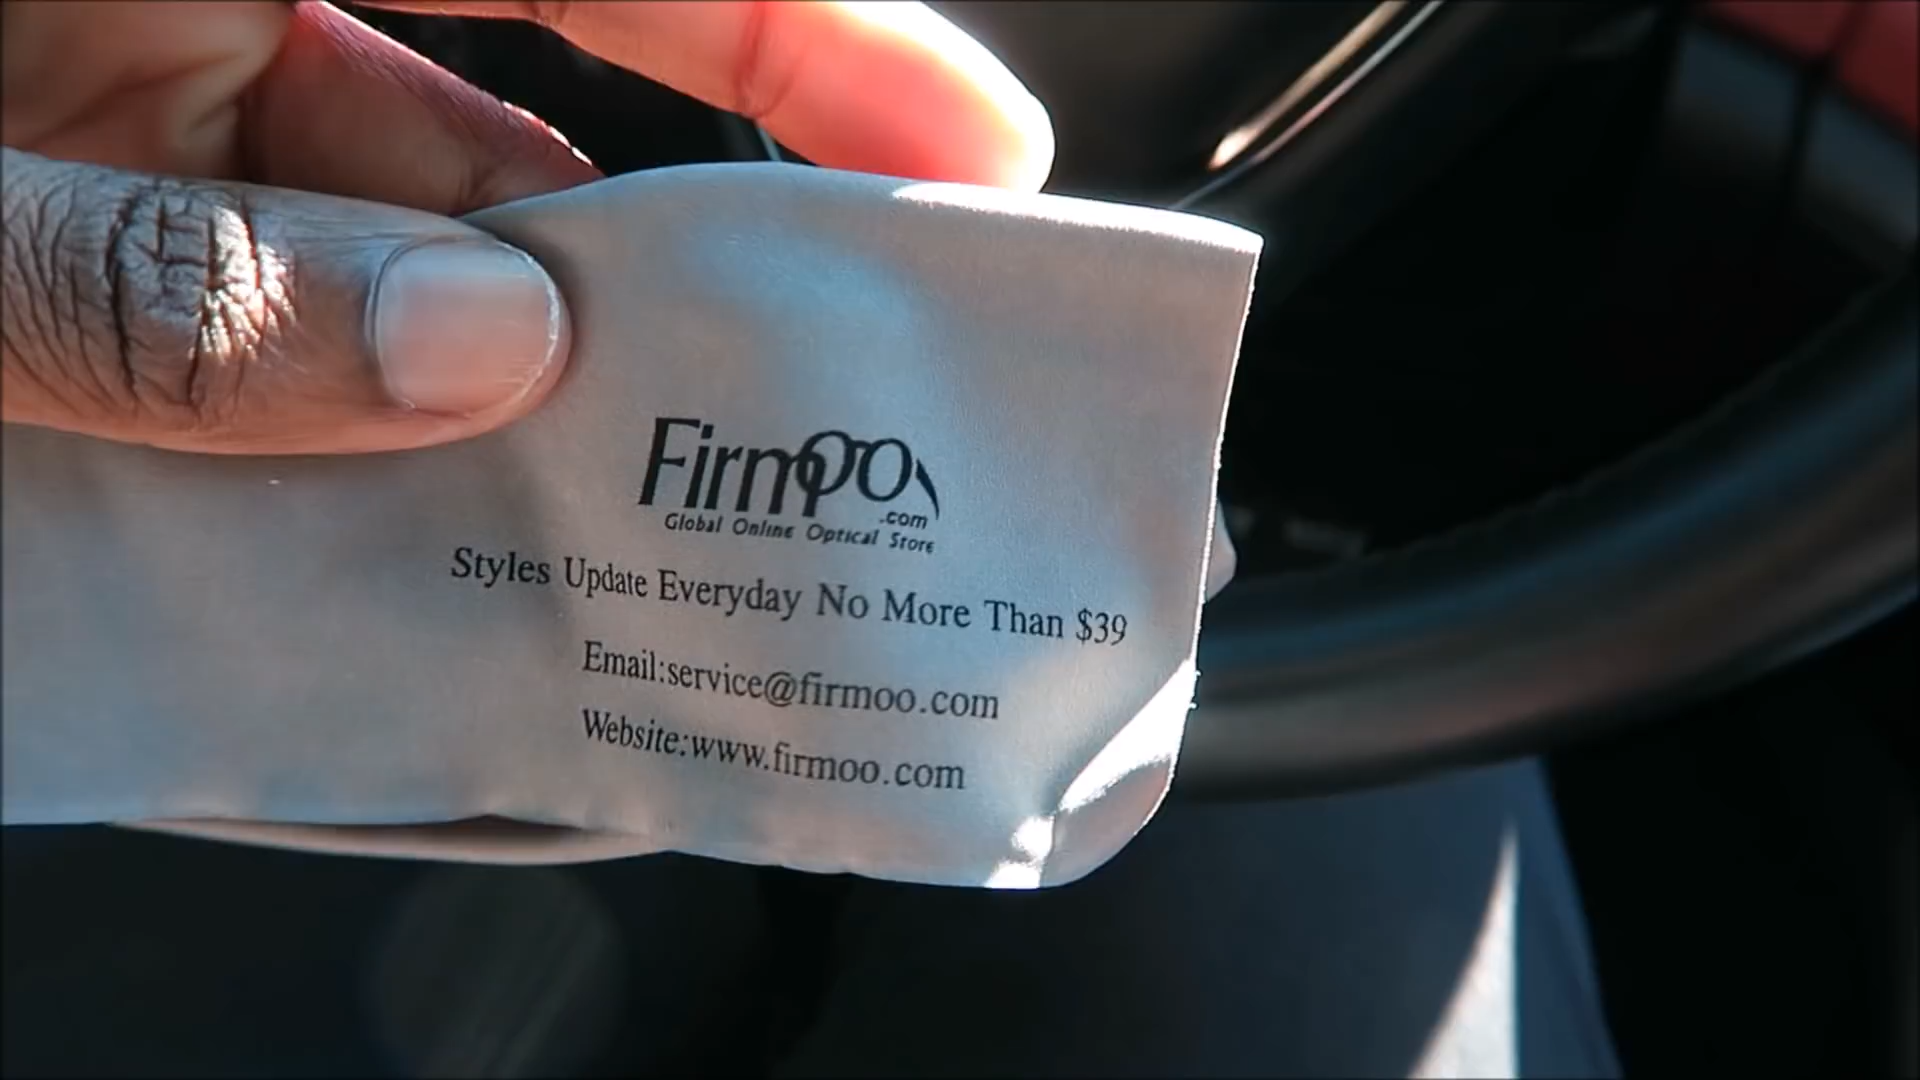 Firmoo
.com
Global Online Optical Store
Styles Update Everyday No More Than $39
Email:service@firmoo.com
Website:www.firmoo.com